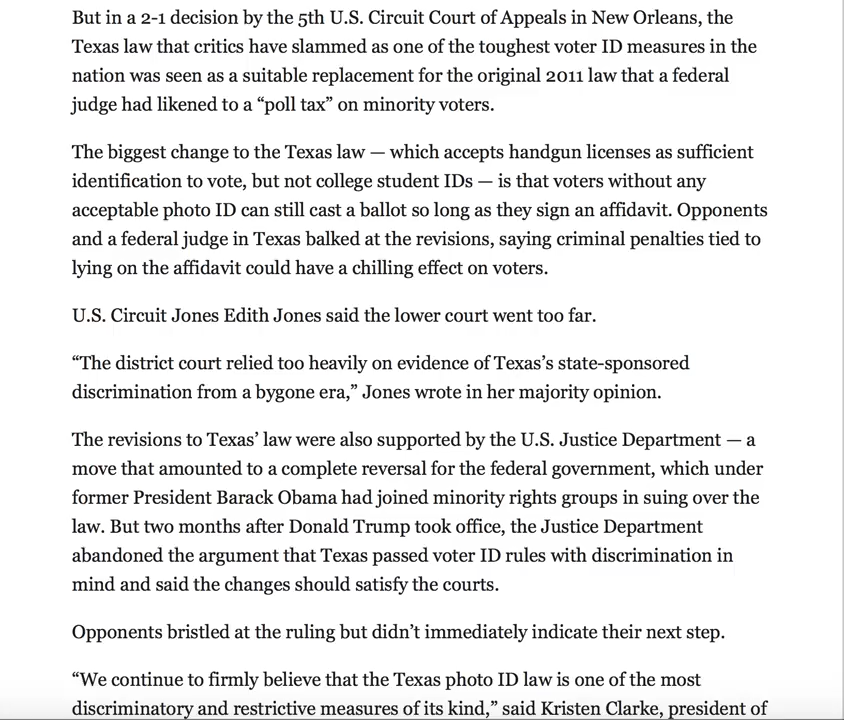 But in a 2-1 decision by the 5th U.S. Circuit Court of Appeals in New Orleans, the
Texas law that critics have slammed as one of the toughest voter ID measures in the
nation was seen as a suitable replacement for the original 2011 law that a federal
judge had likened to a “poll tax” on minority voters.
The biggest change to the Texas law — which accepts handgun licenses as sufficient
identification to vote, but not college student IDs — is that voters without any
acceptable photo ID can still cast a ballot so long as they sign an affidavit. Opponents
and a federal judge in Texas balked at the revisions, saying criminal penalties tied to
lying on the affidavit could have a chilling effect on voters.
U.S. Circuit Jones Edith Jones said the lower court went too far.
“The district court relied too heavily on evidence of Texas’s state-sponsored
discrimination from a bygone era,” Jones wrote in her majority opinion.
The revisions to Texas’ law were also supported by the U.S. Justice Department — a
move that amounted to a complete reversal for the federal government, which under
former President Barack Obama had joined minority rights groups in suing over the
law. But two months after Donald Trump took office, the Justice Department
abandoned the argument that Texas passed voter ID rules with discrimination in
mind and said the changes should satisfy the courts.
Opponents bristled at the ruling but didn’t immediately indicate their next step.
“We continue to firmly believe that the Texas photo ID law is one of the most
discriminatory and restrictive measures of its kind,” said Kristen Clarke, president of